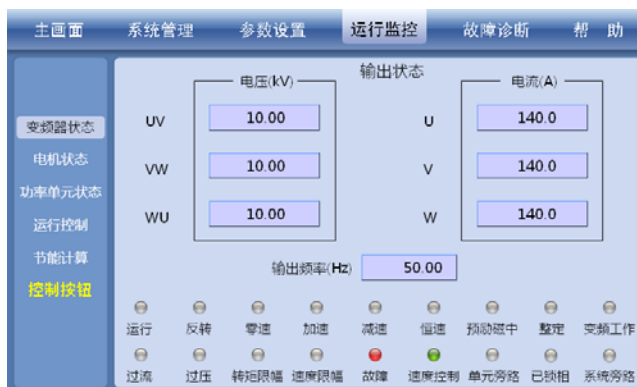 主画面 系统管理 参数设置 运行监控 故障诊断 帮 助
输出状态
电压(kV) 电流(A)
变频器状态
电机状态
功率单元状态
运行控制
节能计算
控制按钮
UV 10.00 U 140.0
VW 10.00 V 140.0
WU 10.00 W 140.0
输出频率(Hz) 50.00
运行 反转 零速 加速 减速 恒速 预励磁中 整定 变频工作
过流 过压 转矩限幅 速度限幅 故障 速度控制 单元旁路 已锁相 系统旁路